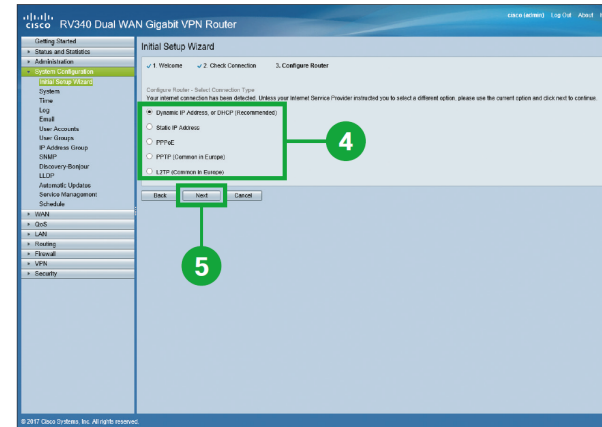 cisco RV340 Dual WAN Gigabit VPN Router
cisco (admin) Log Out About
Getting Started
Status and Statistics
Administration
System Configuration
Initial Setup Wizard
System
Time
Log
Email
User Accounts
User Groups
IP Address Group
SNMP
Discovery-Bonjour
LLDP
Automatic Updates
Service Management
Schedule
WAN
QoS
LAN
Routing
Firewall
VPN
Security
Initial Setup Wizard
1. Welcome 2. Check Connection 3. Configure Router
Configure Router - Select Connection Type
Your internet connection has been detected. Unless your Internet Service Provider instructed you to select a different option, please use the current option and click next to continue.
Dynamic IP Address, or DHCP (Recommended)
Static IP Address
PPPoE
PPTP (Common in Europe)
L2TP (Common in Europe)
4
Back Next Cancel
5
© 2017 Cisco Systems, Inc. All rights reserved.